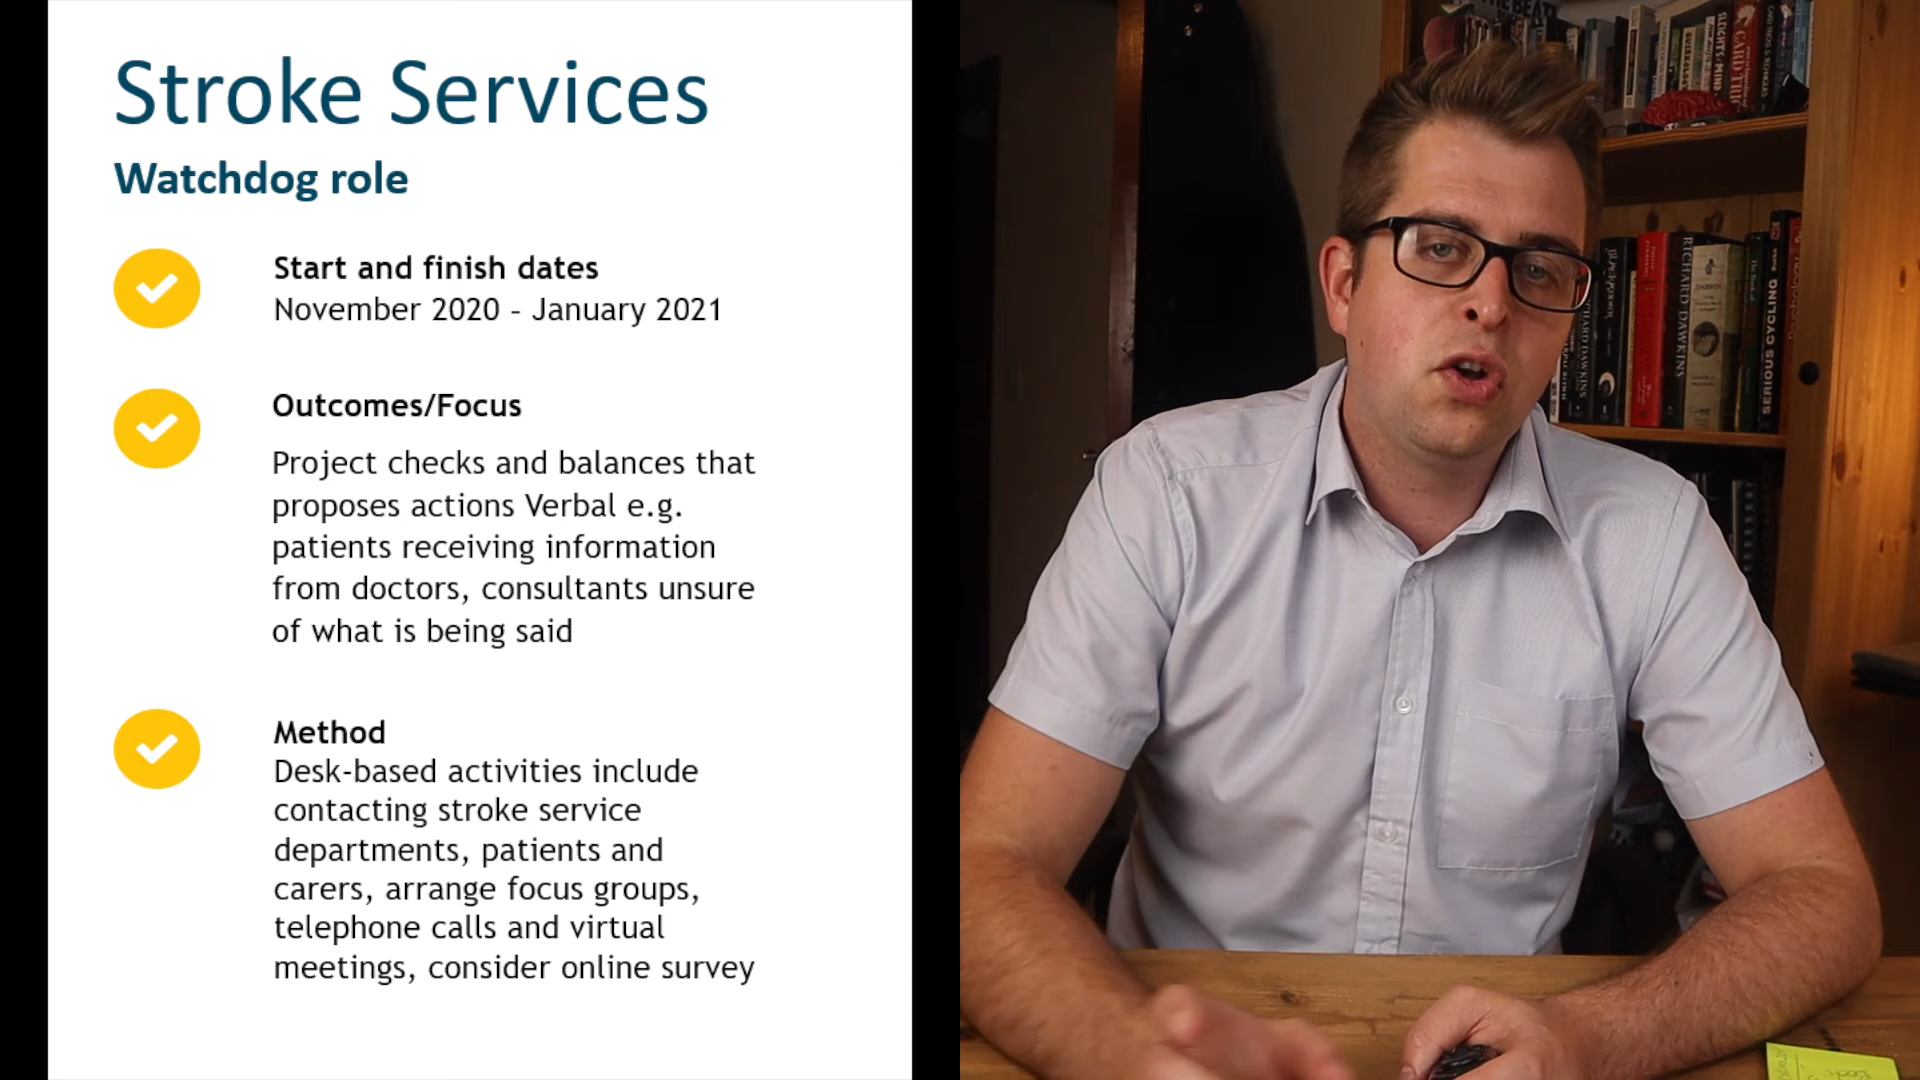 Stroke Services
Watchdog role
Start and finish dates
November 2020 - January 2021
Outcomes/Focus
Project checks and balances that
proposes actions Verbal e.g.
patients receiving information
from doctors, consultants unsure
of what is being said
Method
Desk-based activities include
contacting stroke service
departments, patients and
carers, arrange focus groups,
telephone calls and virtual
meetings, consider online survey
THE BEAT
RICHARD DAWKINS
SERIOUS CYCLING